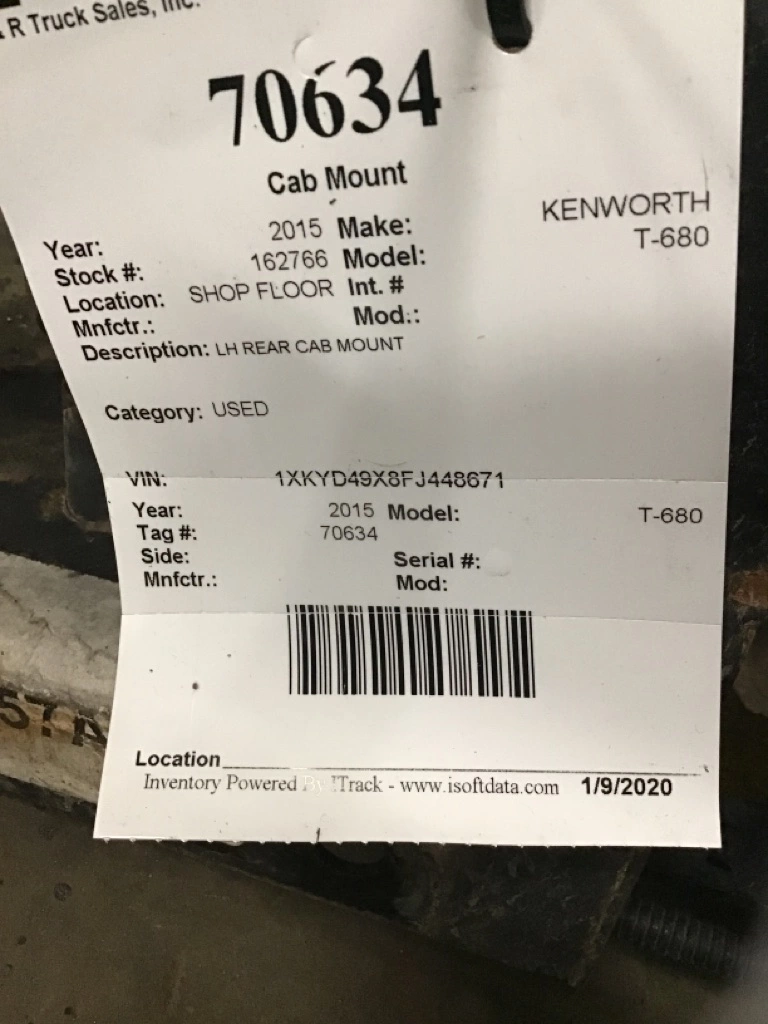 R Truck Sales, Inc.
70634
Cab Mount
Year: 2015 Make: KENWORTH
Stock #: 162766 Model: T-680
Location: SHOP FLOOR Int. #
Mnfctr.: Mod.:
Description: LH REAR CAB MOUNT
Category: USED
VIN: 1XKYD49X8FJ448671
Year: 2015 Model: T-680
Tag #: 70634
Side: Serial #:
Mnfctr.: Mod:
Location
Inventory Powered By ITrack - www.isoftdata.com 1/9/2020